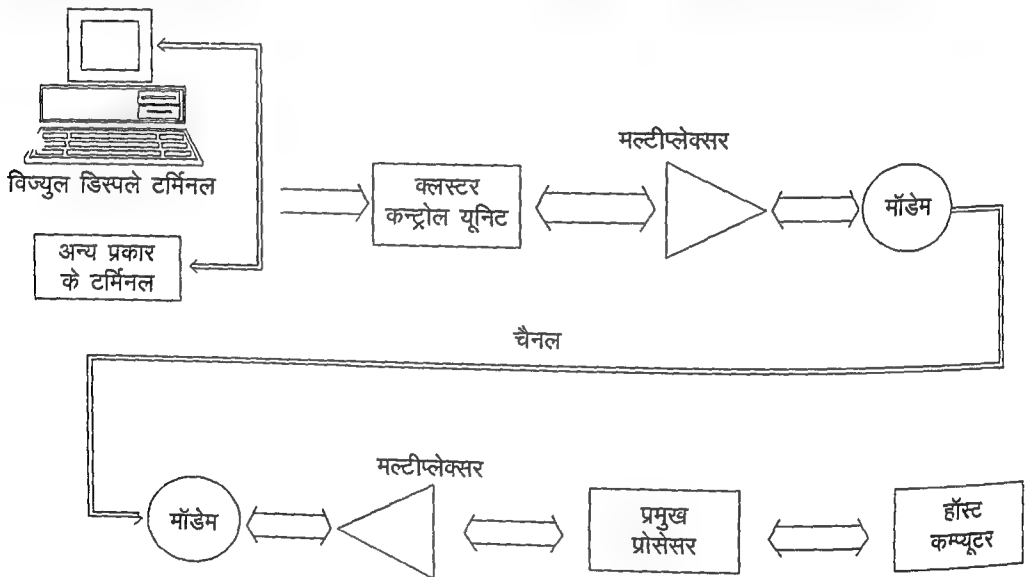 विज्युल डिस्पले टर्मिनल
अन्य प्रकार
के टर्मिनल
क्लस्टर
कन्ट्रोल यूनिट
मल्टीप्लेक्सर
मॉडेम
चैनल
मॉडेम
मल्टीप्लेक्सर
प्रमुख
प्रोसेसर
हॉस्ट
कम्प्यूटर